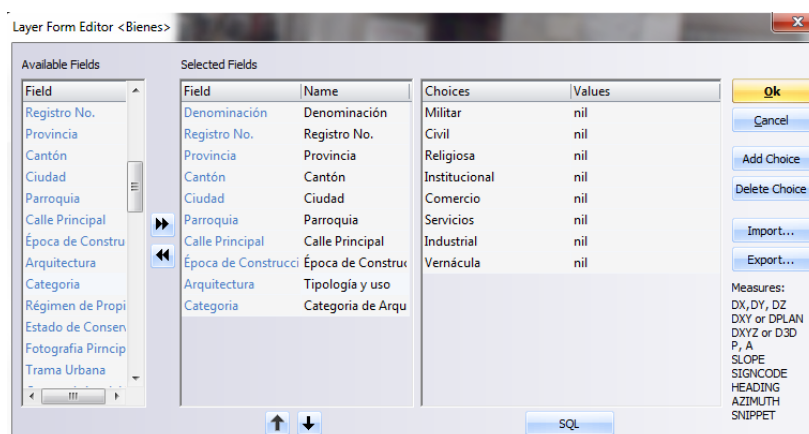 Layer Form Editor <Bienes>
Available Fields
Field
Registro No.
Provincia
Cantón
Ciudad
Parroquia
Calle Principal
Época de Constru
Arquitectura
Categoria
Régimen de Propi
Estado de Conserv
Fotografia Pirncip
Trama Urbana
Selected Fields
Field Name
Denominación Denominación
Registro No. Registro No.
Provincia Provincia
Cantón Cantón
Ciudad Ciudad
Parroquia Parroquia
Calle Principal Calle Principal
Época de Construcci Época de Construc
Arquitectura Tipología y uso
Categoria Categoria de Arqu
Choices Values
Militar nil
Civil nil
Religiosa nil
Institucional nil
Comercio nil
Servicios nil
Industrial nil
Vernácula nil
SQL
Ok
Cancel
Add Choice
Delete Choice
Import...
Export...
Measures:
DX,DY, DZ
DXY or DPLAN
DXYZ or D3D
P, A
SLOPE
SIGNCODE
HEADING
AZIMUTH
SNIPPET